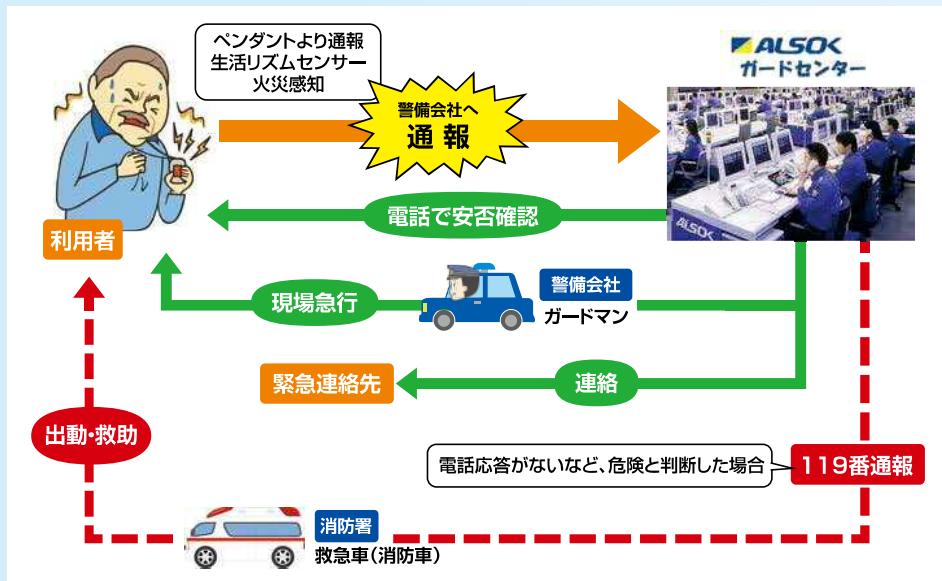 ペンダントより通報
生活リズムセンサー
火災感知
警備会社へ
通報
ALSOK
ガードセンター
ALSOK
電話で安否確認
利用者
現場急行
警備会社
ガードマン
緊急連絡先
連絡
出動・救助
電話応答がないなど、危険と判断した場合
119番通報
消防署
救急車(消防車)